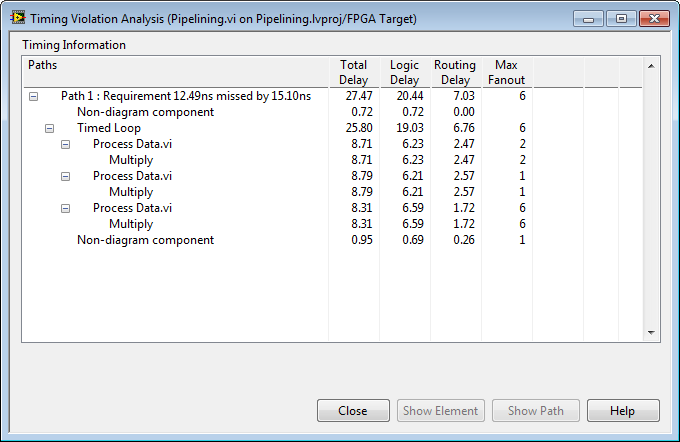 Timing Violation Analysis (Pipelining.vi on Pipelining.lvproj/FPGA Target)
Timing Information
Paths Total Delay Logic Delay Routing Delay Max Fanout
Path 1 : Requirement 12.49ns missed by 15.10ns 27.47 20.44 7.03 6
Non-diagram component 0.72 0.72 0.00
Timed Loop 25.80 19.03 6.76 6
Process Data.vi 8.71 6.23 2.47 2
Multiply 8.71 6.23 2.47 2
Process Data.vi 8.79 6.21 2.57 1
Multiply 8.79 6.21 2.57 1
Process Data.vi 8.31 6.59 1.72 6
Multiply 8.31 6.59 1.72 6
Non-diagram component 0.95 0.69 0.26 1
Close Show Element Show Path Help